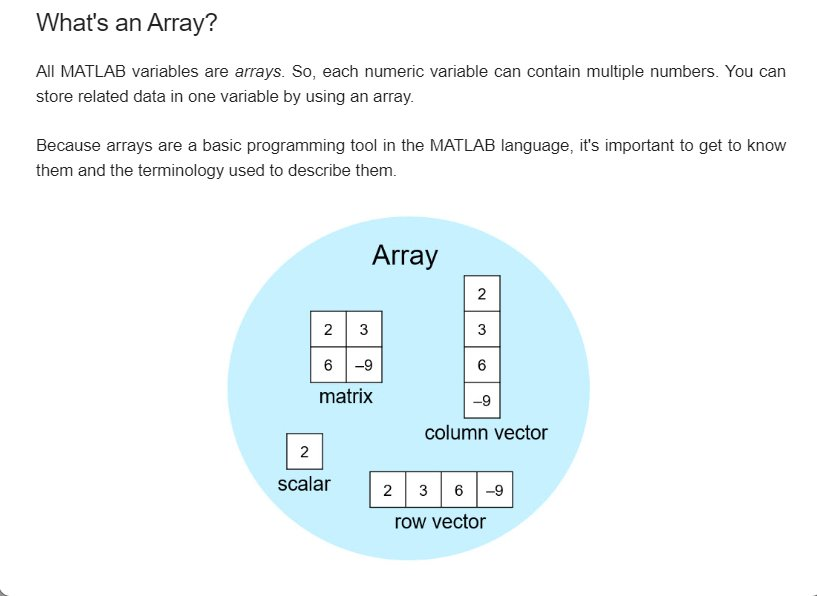 What's an Array?
All MATLAB variables are arrays. So, each numeric variable can contain multiple numbers. You can
store related data in one variable by using an array.
Because arrays are a basic programming tool in the MATLAB language, it's important to get to know
them and the terminology used to describe them.
Array
2 3
6 –9
matrix
2
3
6
–9
column vector
2
scalar
2 3 6 –9
row vector